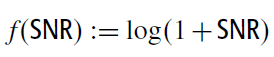 f(SNR) := log(1+SNR)